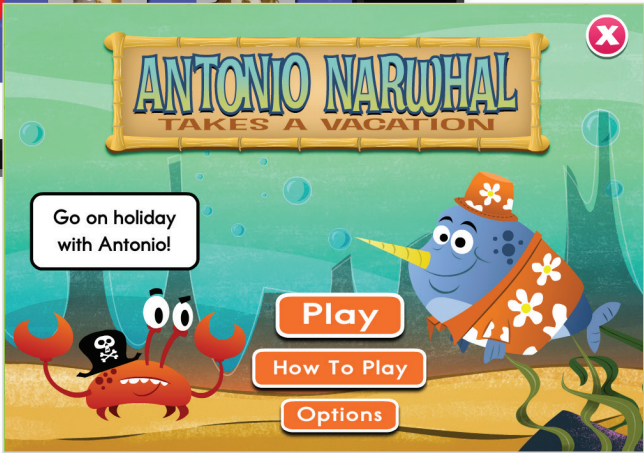 ANTONIO NARWHAL
TAKES A VACATION
X
Go on holiday
with Antonio!
Play
How To Play
Options